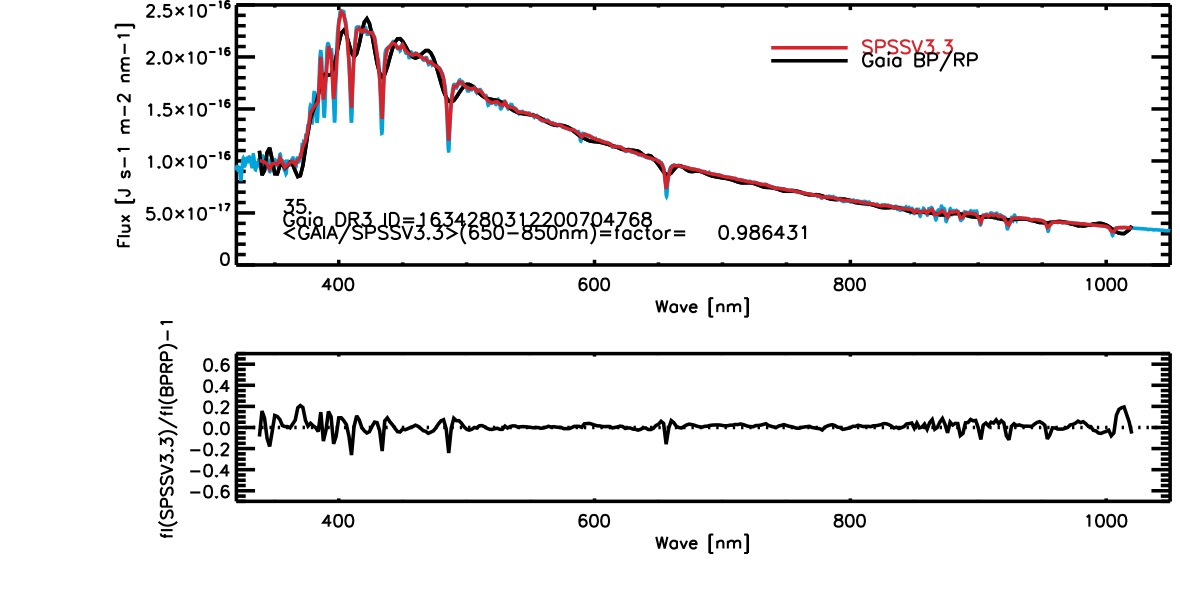 2.5×10−16
2.0×10−16
1.5×10−16
1.0×10−16
5.0×10−17
0
Flux [J s−1 m−2 nm−1]
SPSSV3.3
Gaia BP/RP
35.
Gaia DR3 ID=1634280312200704768
<GAIA/SPSSV3.3>(650−850nm)=factor= 0.986431
400 600 800 1000
Wave [nm]
fl(SPSSV3.3)/fl(BPRP)−1
0.6
0.4
0.2
0.0
−0.2
−0.4
−0.6
400 600 800 1000
Wave [nm]